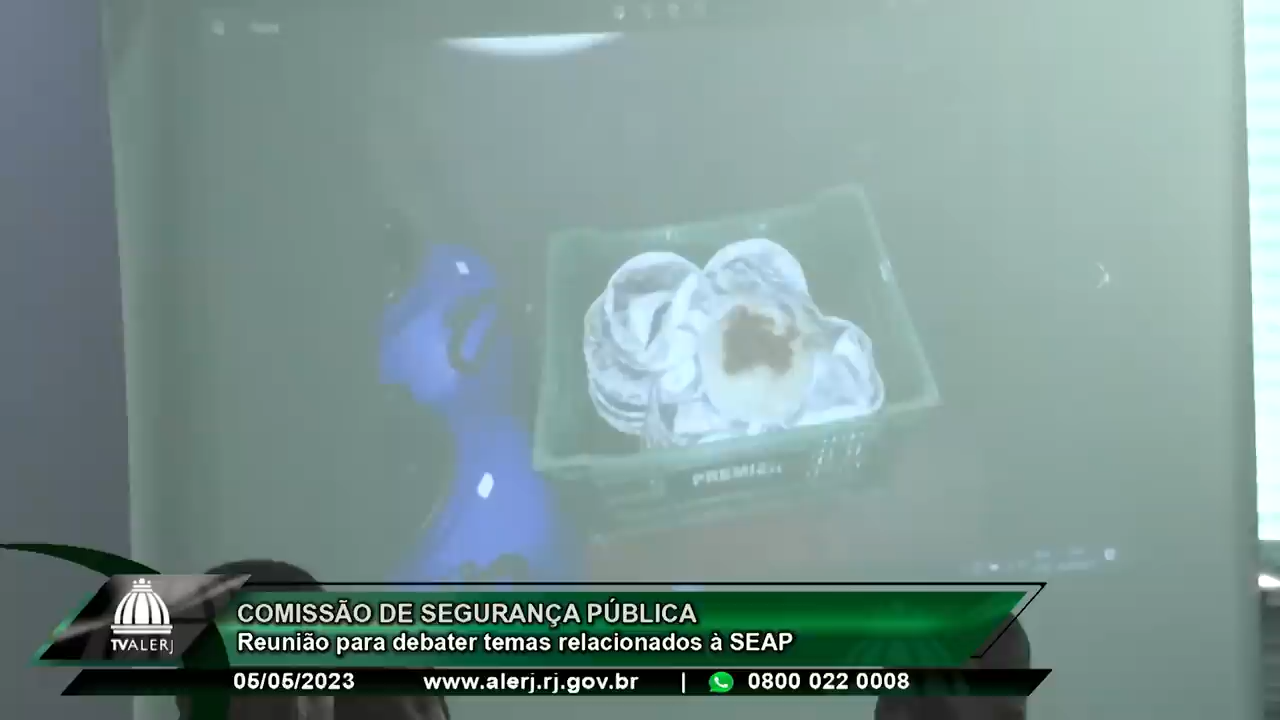 PREMIER
COMISSÃO DE SEGURANÇA PÚBLICA
Reunião para debater temas relacionados à SEAP
TVALERJ
05/05/2023 www.alerj.rj.gov.br | 0800 022 0008